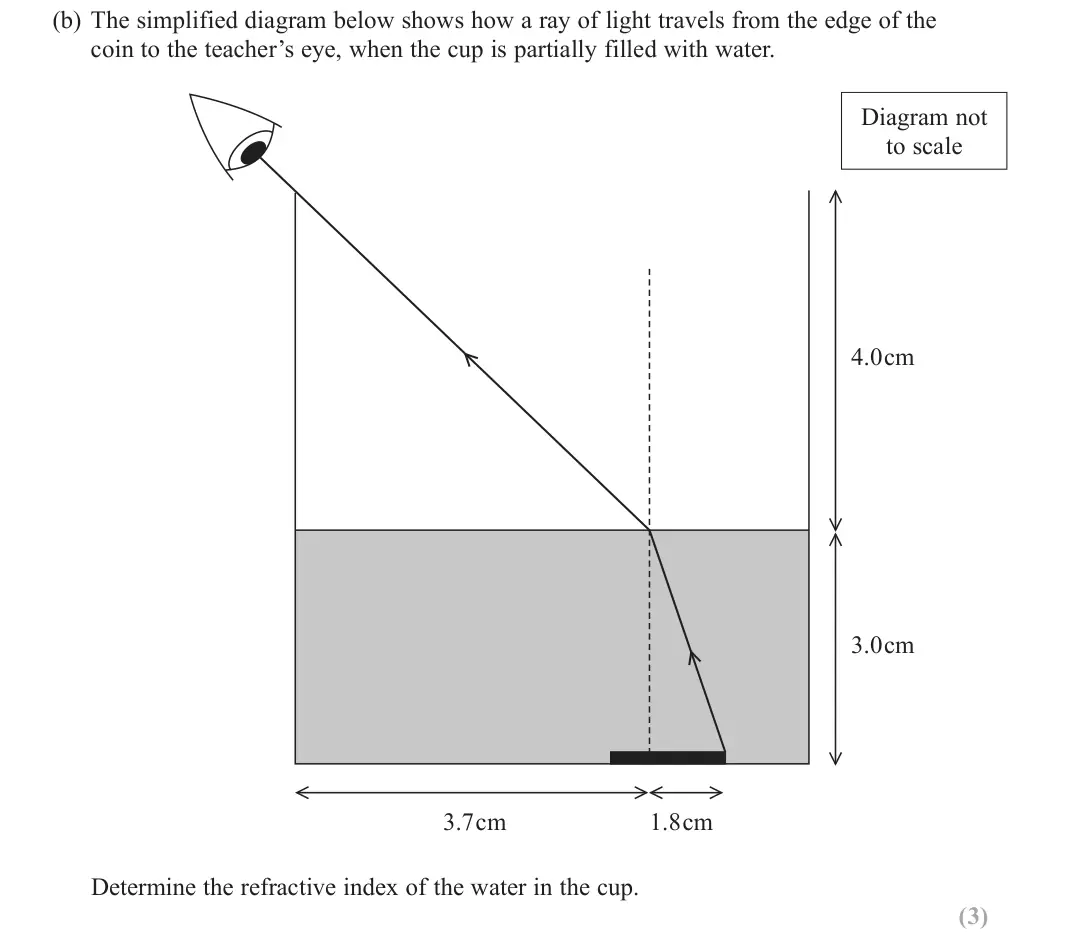 (b) The simplified diagram below shows how a ray of light travels from the edge of the
coin to the teacher's eye, when the cup is partially filled with water.
Diagram not
to scale
4.0cm
3.0cm
3.7cm
1.8cm
Determine the refractive index of the water in the cup.
(3)